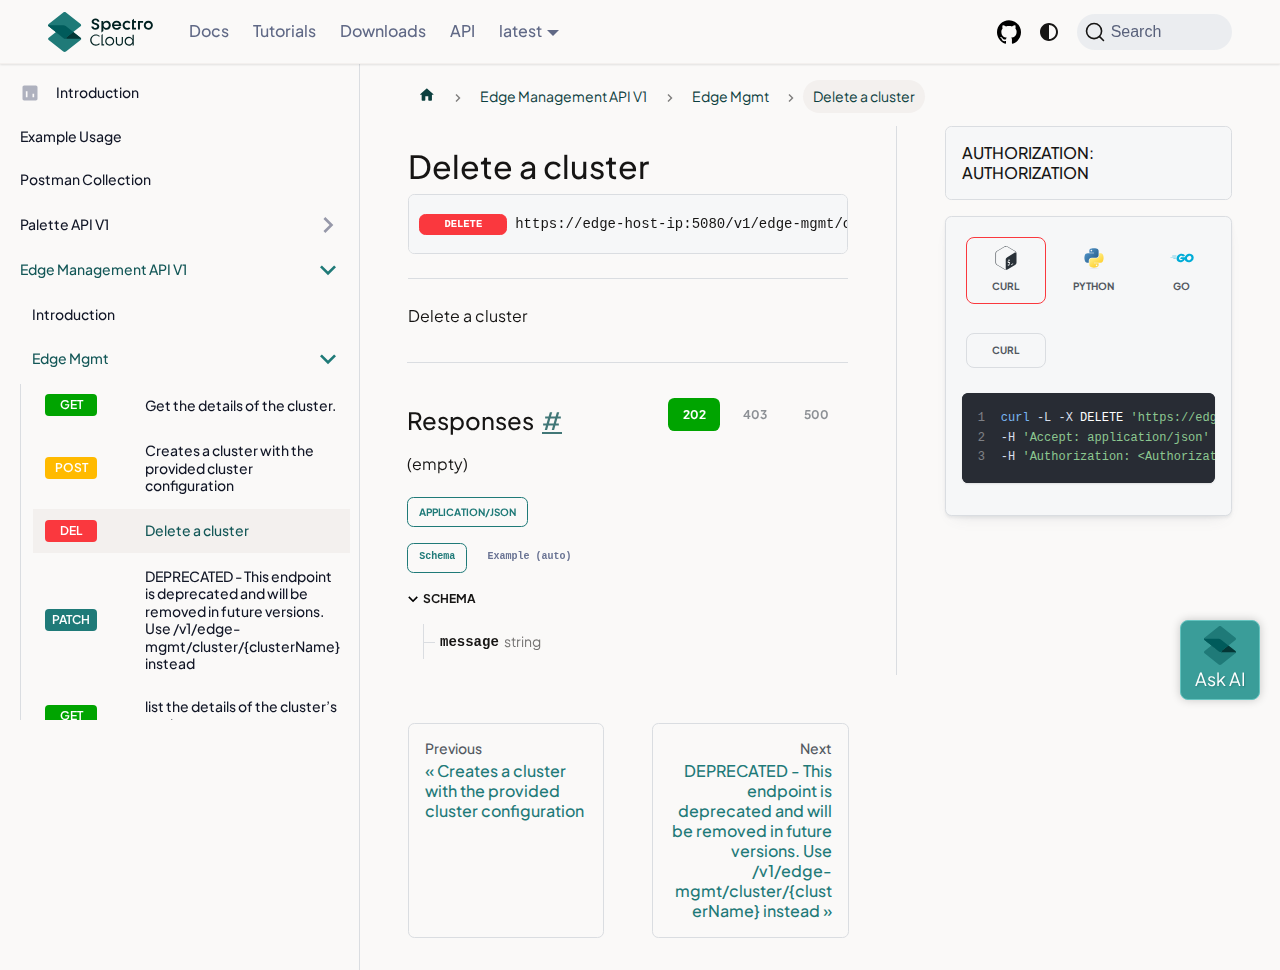 Spectro Cloud
Docs
Tutorials
Downloads
API
latest
Search
Introduction
Example Usage
Postman Collection
Palette API V1
Edge Management API V1
Introduction
Edge Mgmt
GET
Get the details of the cluster.
POST
Creates a cluster with the
provided cluster
configuration
DEL
Delete a cluster
PATCH
DEPRECATED - This endpoint
is deprecated and will be
removed in future versions.
Use /v1/edge-
mgmt/cluster/{clusterName}
instead
GET
list the details of the cluster's
Edge Management API V1
Edge Mgmt
Delete a cluster
Delete a cluster
DELETE
https://edge-host-ip:5080/v1/edge-mgmt/c
Delete a cluster
Responses #
202
403
500
(empty)
APPLICATION/JSON
Schema
Example (auto)
SCHEMA
message string
Previous
« Creates a cluster
with the provided
cluster configuration
Next
DEPRECATED - This
endpoint is
deprecated and will
be removed in future
versions. Use
/v1/edge-
mgmt/cluster/{clust
erName} instead »
AUTHORIZATION:
AUTHORIZATION
CURL
PYTHON
GO
GO
CURL
1 curl -L -X DELETE 'https://edg
2 -H 'Accept: application/json'
3 -H 'Authorization: <Authorizat
Ask AI